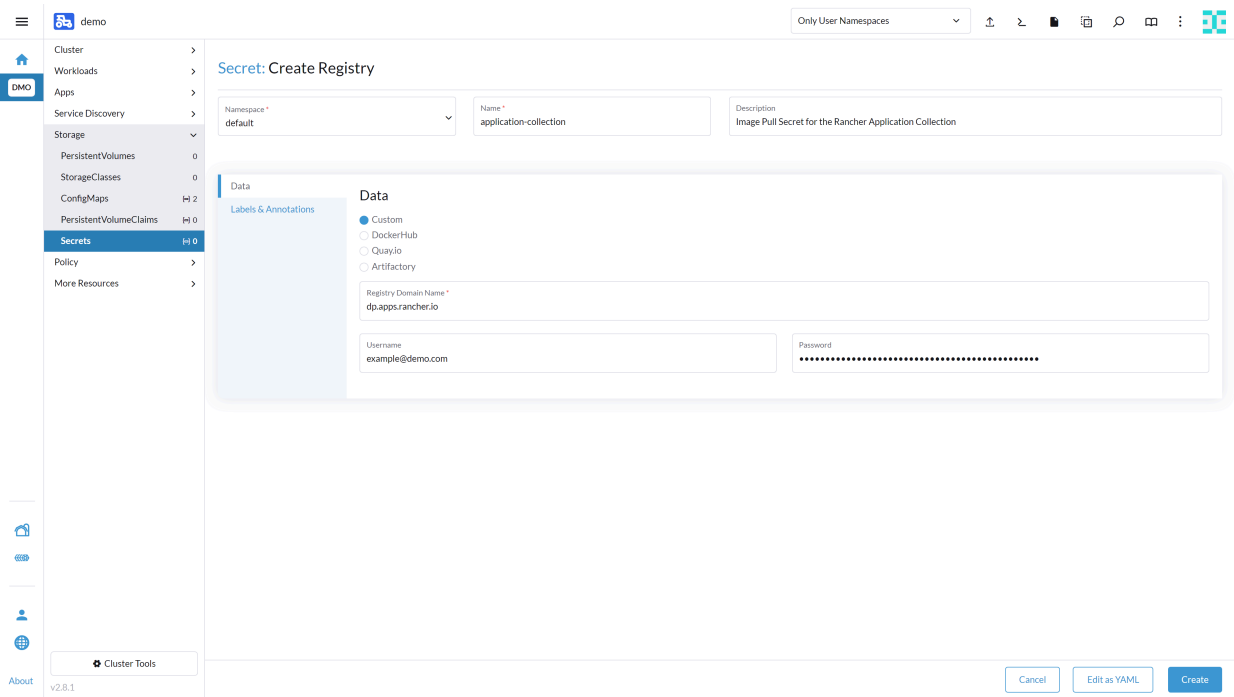 demo
Only User Namespaces
DMO
Cluster
Workloads
Apps
Service Discovery
Storage
PersistentVolumes 0
StorageClasses 0
ConfigMaps 2
PersistentVolumeClaims 0
Secrets 0
Policy
More Resources
Cluster Tools
v2.8.1
About
Secret: Create Registry
Namespace *
default
Name *
application-collection
Description
Image Pull Secret for the Rancher Application Collection
Data
Labels & Annotations
Data
Custom
DockerHub
Quay.io
Artifactory
Registry Domain Name *
dp.apps.rancher.io
Username
example@demo.com
Password
Cancel
Edit as YAML
Create